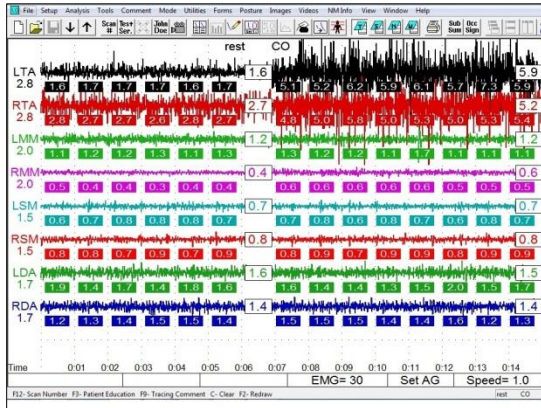 File Setup Analysis Tools Comment Mode Utilities Forms Posture Images Videos NM Info View Window Help
Scan # Test Ser. John Doe Sub Sum Occ Sign
rest CO
LTA 2.8 1.6 1.7 1.7 1.7 1.6 1.7 1.6 5.1 5.2 6.2 5.9 6.1 5.7 7.3 5.9 5.9
RTA 2.8 2.8 2.7 2.7 2.6 2.6 2.7 4.8 5.0 5.8 5.0 5.3 5.4 5.2
LMM 2.0 1.1 1.2 1.2 1.1 1.1 1.3 1.2 1.3 1.2 1.1 1.1 1.1 1.1 1.2
RMM 2.0 0.5 0.4 0.4 0.3 0.4 0.4 0.4 0.6 0.6 0.6 0.6 0.6 0.5 0.5 0.5 0.6
LSM 1.5 0.6 0.7 0.8 0.8 0.8 0.7 0.7 0.7 0.8 0.6 0.7 0.6 0.7 0.8 0.7 0.7
RSM 1.5 0.8 0.8 0.7 0.9 0.7 0.9 0.8 0.8 0.9 0.7 0.9 0.9 0.8 0.8 0.9 0.8
LDA 1.7 0.9 1.7 1.4 1.4 1.8 1.6 1.6 1.6 1.4 1.4 1.3 1.5 2.0 1.5 1.7 1.5
RDA 1.7 1.2 1.3 1.4 1.5 1.5 1.4 1.4 1.5 1.5 1.5 1.4 1.4 1.6 1.2 1.3 1.4
Time 0:01 0:02 0:03 0:04 0:05 0:06 0:07 0:08 0:09 0:10 0:11 0:12 0:13 0:14
EMG= 30 Set AG Speed= 1.0
F12- Scan Number F3- Patient Education F9- Tracing Comment C- Clear F2- Redraw rest CO